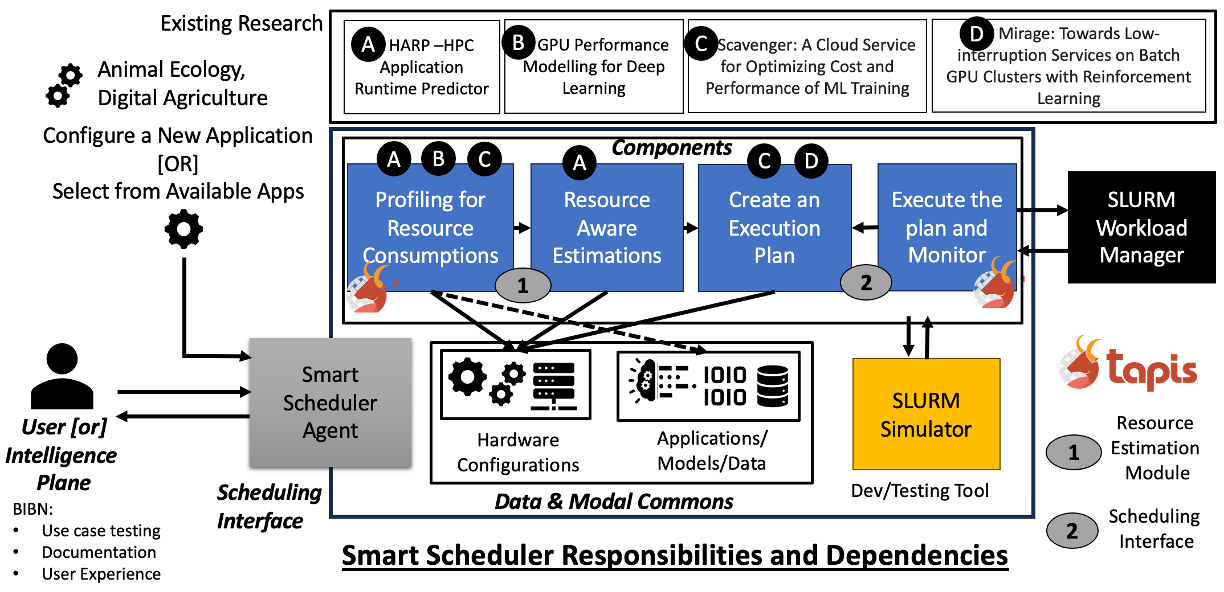 Existing Research
A
HARP –HPC
Application
Runtime Predictor
B
GPU Performance
Modelling for Deep
Learning
C
Scavenger: A Cloud Service
for Optimizing Cost and
Performance of ML Training
D
Mirage: Towards Low-
interruption Services on Batch
GPU Clusters with Reinforcement
Learning
Animal Ecology,
Digital Agriculture
Configure a New Application
[OR]
Select from Available Apps
Components
A B C
Profiling for
Resource
Consumptions
A
Resource
Aware
Estimations
C D
Create an
Execution
Plan
Execute the
plan and
Monitor
1
2
SLURM
Workload
Manager
Smart
Scheduler
Agent
Scheduling
Interface
User [or]
Intelligence
Plane
BIBN:
• Use case testing
• Documentation
• User Experience
Hardware
Configurations
1010
1010
Applications/
Models/Data
Data & Modal Commons
SLURM
Simulator
Dev/Testing Tool
tapis
1
Resource
Estimation
Module
2
Scheduling
Interface
Smart Scheduler Responsibilities and Dependencies